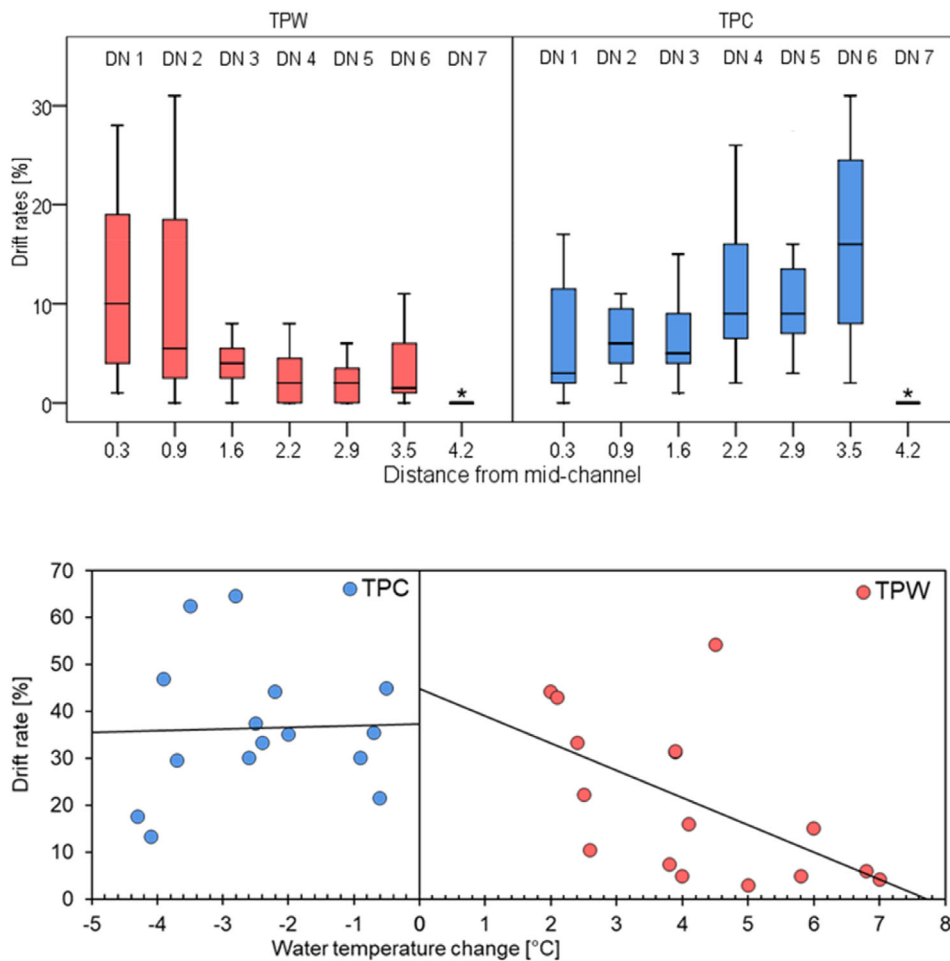 TPW TPC
DN 1 DN 2 DN 3 DN 4 DN 5 DN 6 DN 7 DN 1 DN 2 DN 3 DN 4 DN 5 DN 6 DN 7
Drift rates [%]
30
20
10
0
* *
0.3 0.9 1.6 2.2 2.9 3.5 4.2 0.3 0.9 1.6 2.2 2.9 3.5 4.2
Distance from mid-channel
Drift rate [%]
70
60
50
40
30
20
10
0
TPC TPW
-5 -4 -3 -2 -1 0 1 2 3 4 5 6 7 8
Water temperature change [°C]